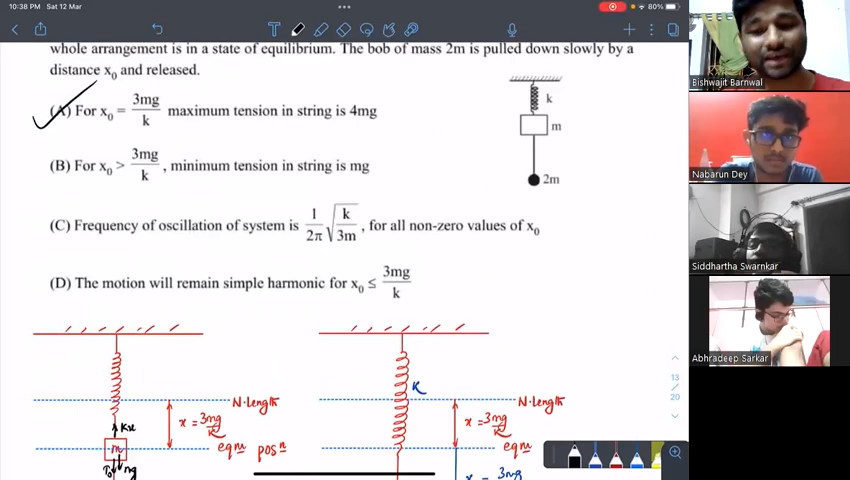 10:38 PM Sat 12 Mar
80%
whole arrangement is in a state of equilibrium. The bob of mass 2m is pulled down slowly by a
distance x₀ and released.
(A) For x₀ = 3mg/k maximum tension in string is 4mg
(B) For x₀ > 3mg/k , minimum tension in string is mg
(C) Frequency of oscillation of system is 1/2π √k/3m , for all non-zero values of x₀
(D) The motion will remain simple harmonic for x₀ ≤ 3mg/k
k
m
2m
N.length
x = 3mg/K
eqm posn
Kx
m
T₀
mg
K
N.length
x = 3mg/K
eqm
x = 3mg
13
/
20
Bishwajit Barnwal
Nabarun Dey
Siddhartha Swarnkar
Abhradeep Sarkar